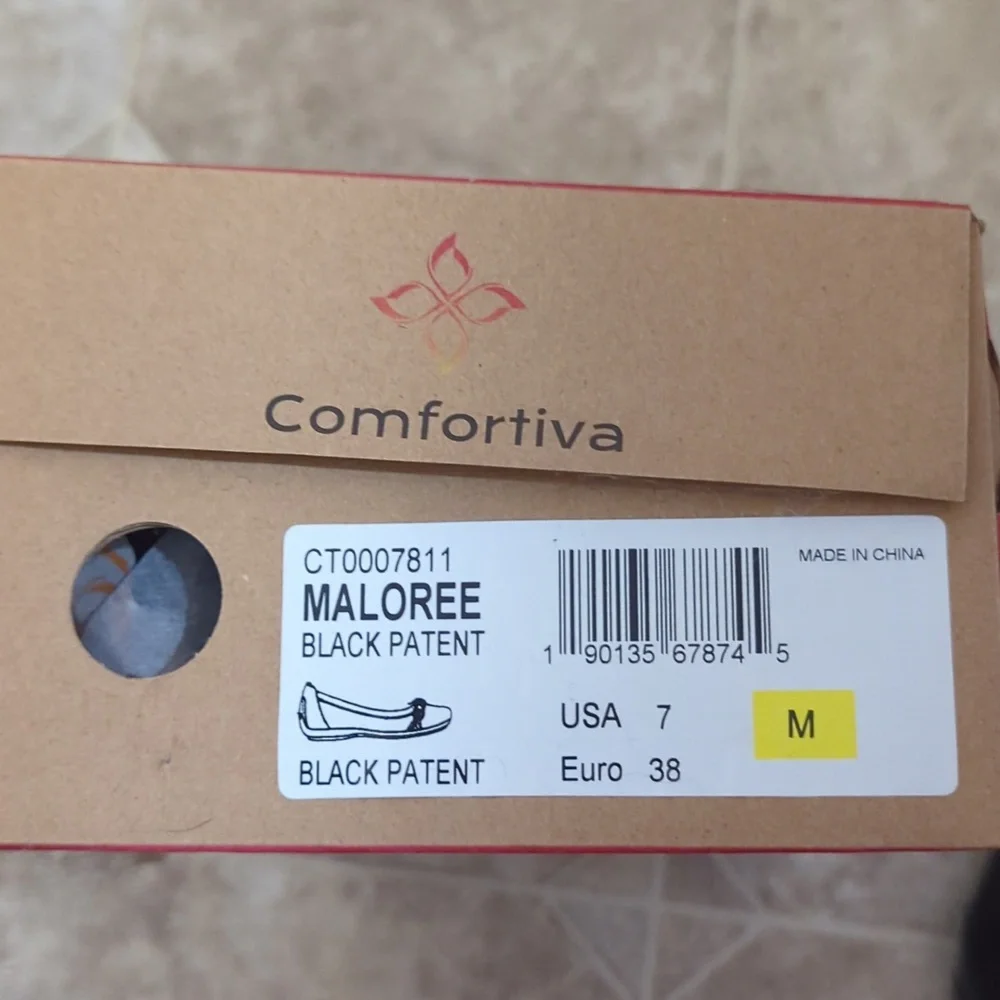 Comfortiva
CT0007811
MALOREE
BLACK PATENT
BLACK PATENT
1 90135 67874 5
MADE IN CHINA
USA 7
Euro 38
M